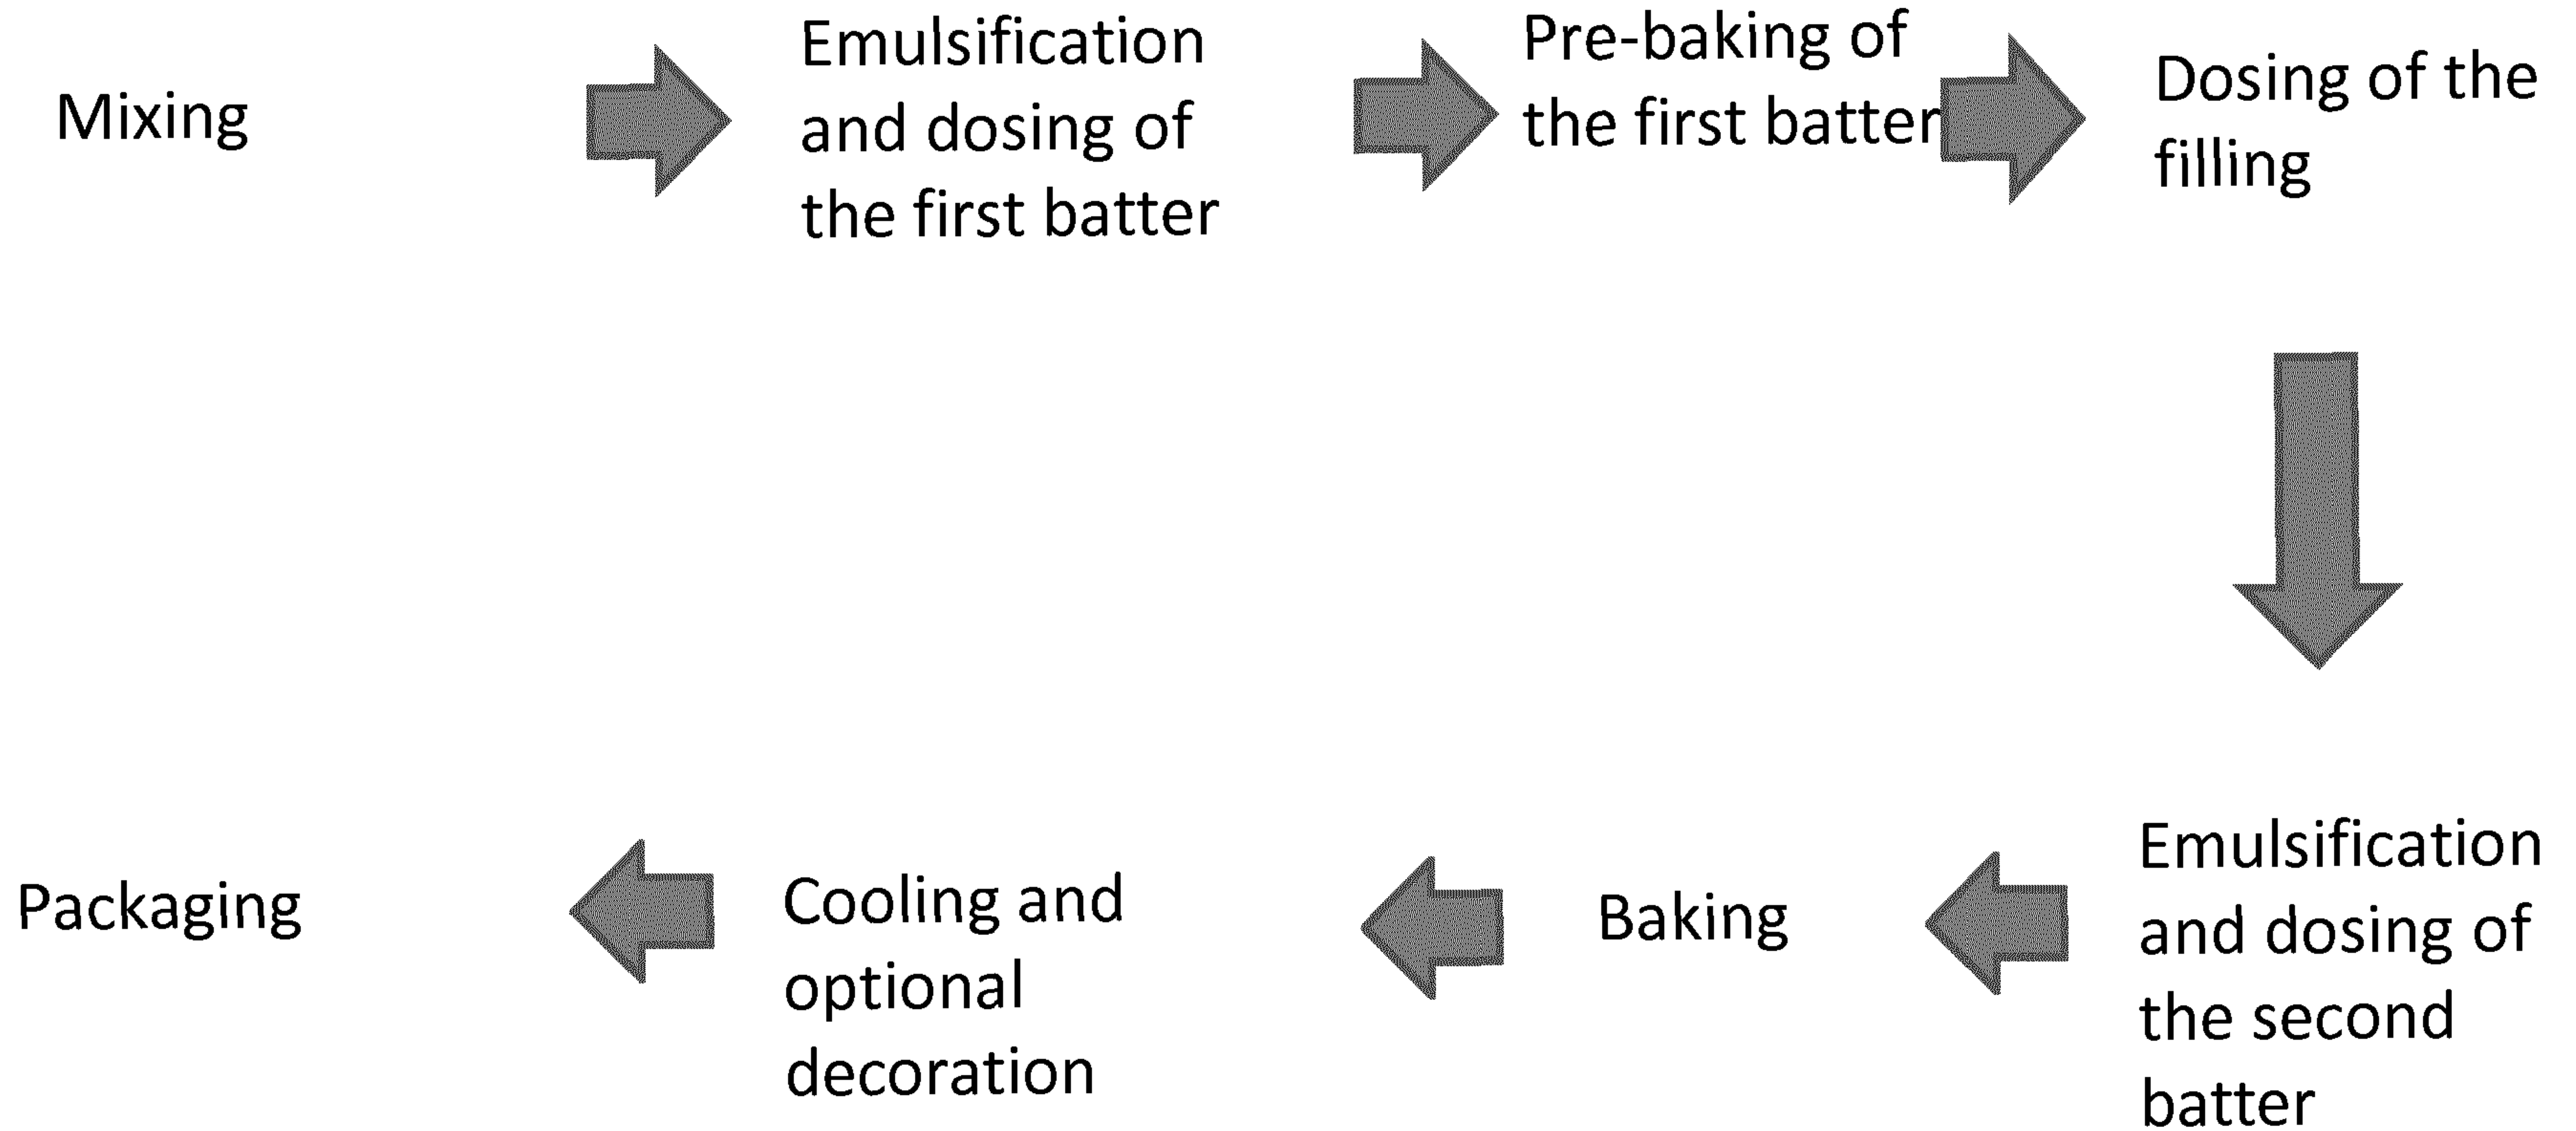 Mixing
Emulsification
and dosing of
the first batter
Pre-baking of
the first batter
Dosing of the
filling
Emulsification
and dosing of
the second
batter
Baking
Cooling and
optional
decoration
Packaging